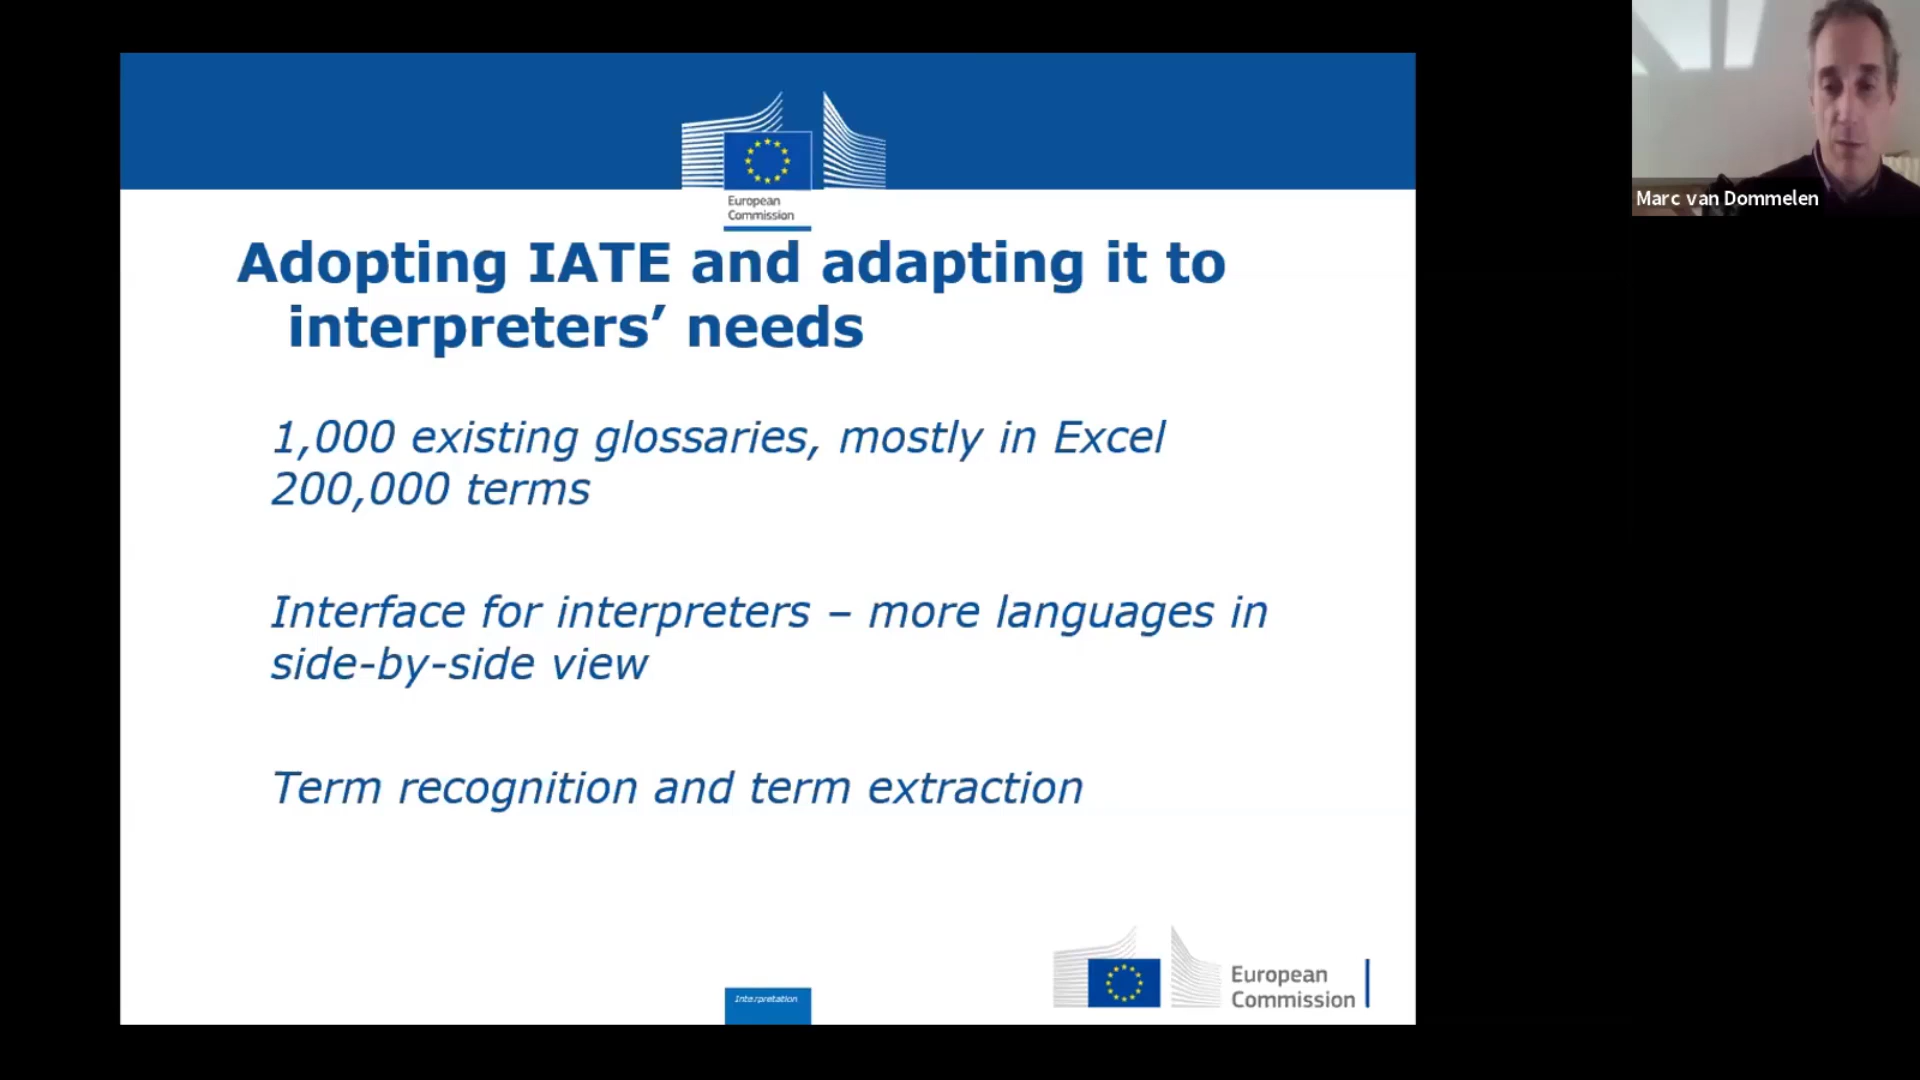 European
Commission
Adopting IATE and adapting it to
interpreters’ needs
1,000 existing glossaries, mostly in Excel
200,000 terms
Interface for interpreters – more languages in
side-by-side view
Term recognition and term extraction
Interpretation
European
Commission
Marc van Dommelen